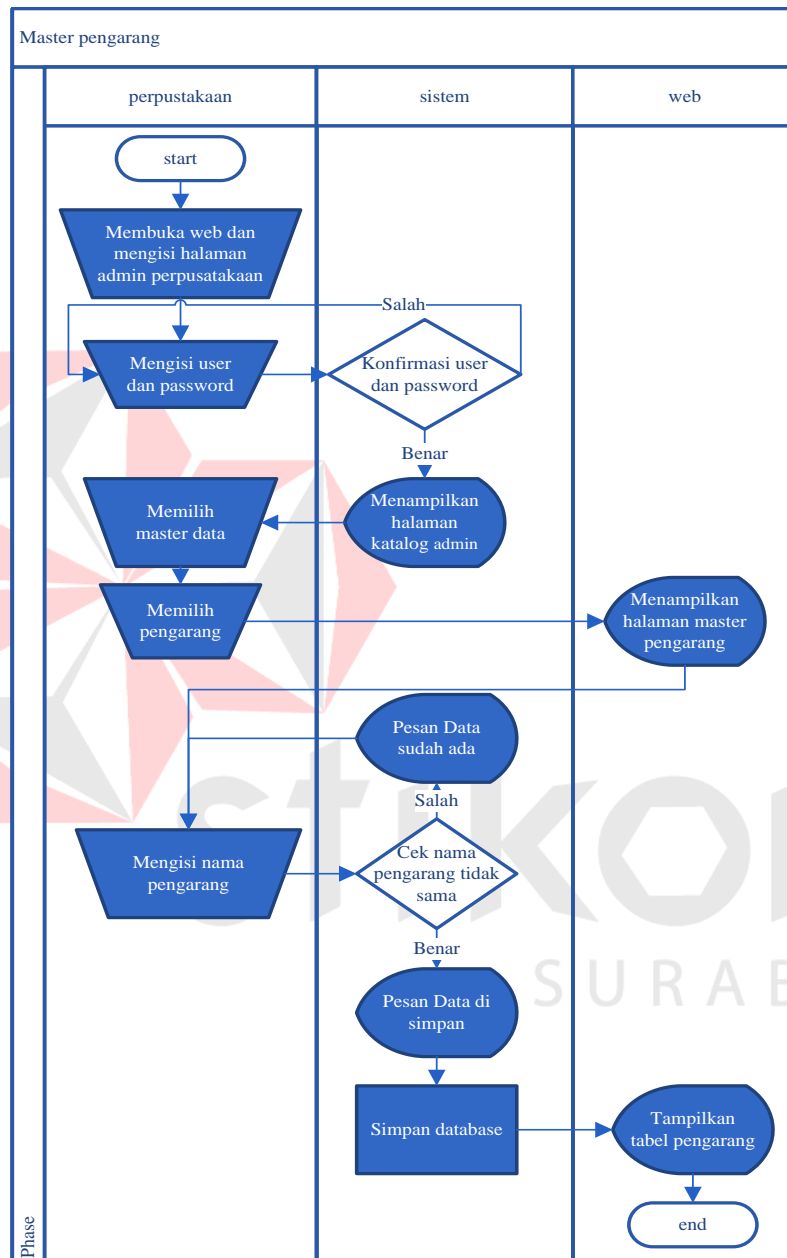 Master pengarang
perpustakaan
sistem
web
start
Membuka web dan
mengisi halaman
admin perpusatakaan
Salah
Mengisi user
dan password
Konfirmasi user
dan password
Benar
Memilih
master data
Menampilkan
halaman
katalog admin
Memilih
pengarang
Menampilkan
halaman master
pengarang
Pesan Data
sudah ada
Salah
Mengisi nama
pengarang
Cek nama
pengarang tidak
sama
Benar
Pesan Data di
simpan
Simpan database
Tampilkan
tabel pengarang
end
Phase
stiko
SURAB